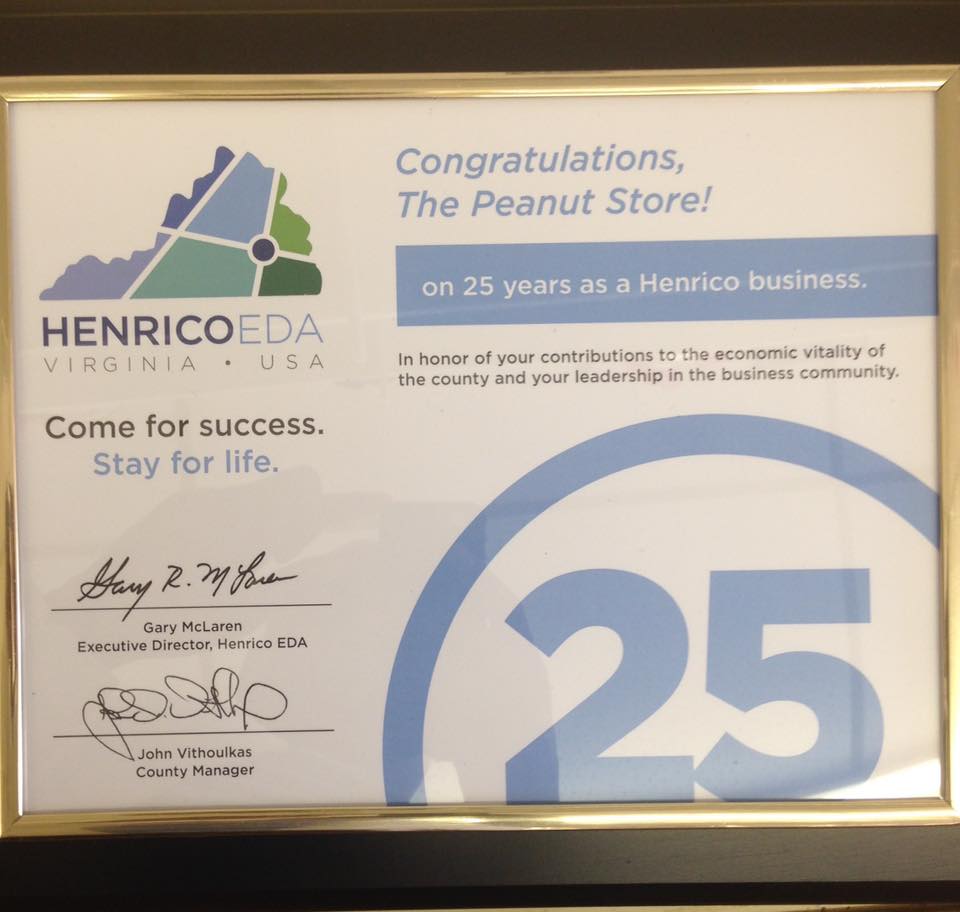 HENRICOEDA
VIRGINIA • USA
Come for success.
Stay for life.
Congratulations,
The Peanut Store!
on 25 years as a Henrico business.
In honor of your contributions to the economic vitality of
the county and your leadership in the business community.
Gary R. McLaren
Gary McLaren
Executive Director, Henrico EDA
John Vithoulkas
County Manager
25